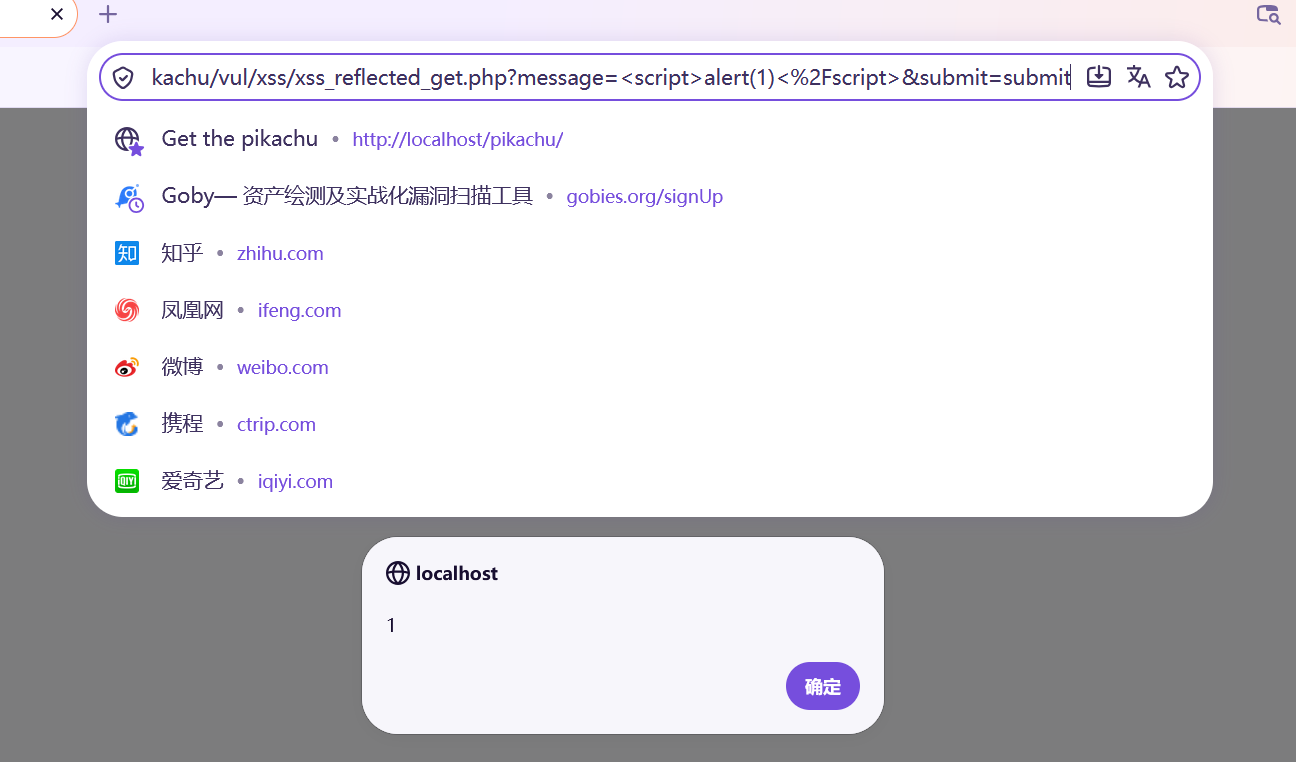 kachu/vul/xss/xss_reflected_get.php?message=<script>alert(1)<%2Fscript>&submit=submit
Get the pikachu • http://localhost/pikachu/
Goby— 资产绘测及实战化漏洞扫描工具 • gobies.org/signUp
知 知乎 • zhihu.com
凤凰网 • ifeng.com
微博 • weibo.com
携程 • ctrip.com
iQIYI 爱奇艺 • iqiyi.com
localhost
1
确定